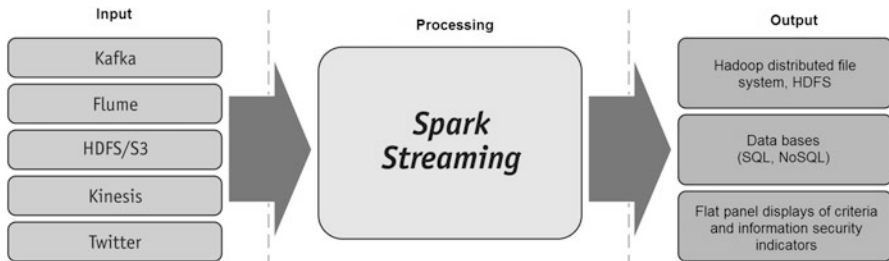 Input
Kafka
Flume
HDFS/S3
Kinesis
Twitter
Processing
Spark
Streaming
Output
Hadoop distributed file
system, HDFS
Data bases
(SQL, NoSQL)
Flat panel displays of criteria
and information security
indicators